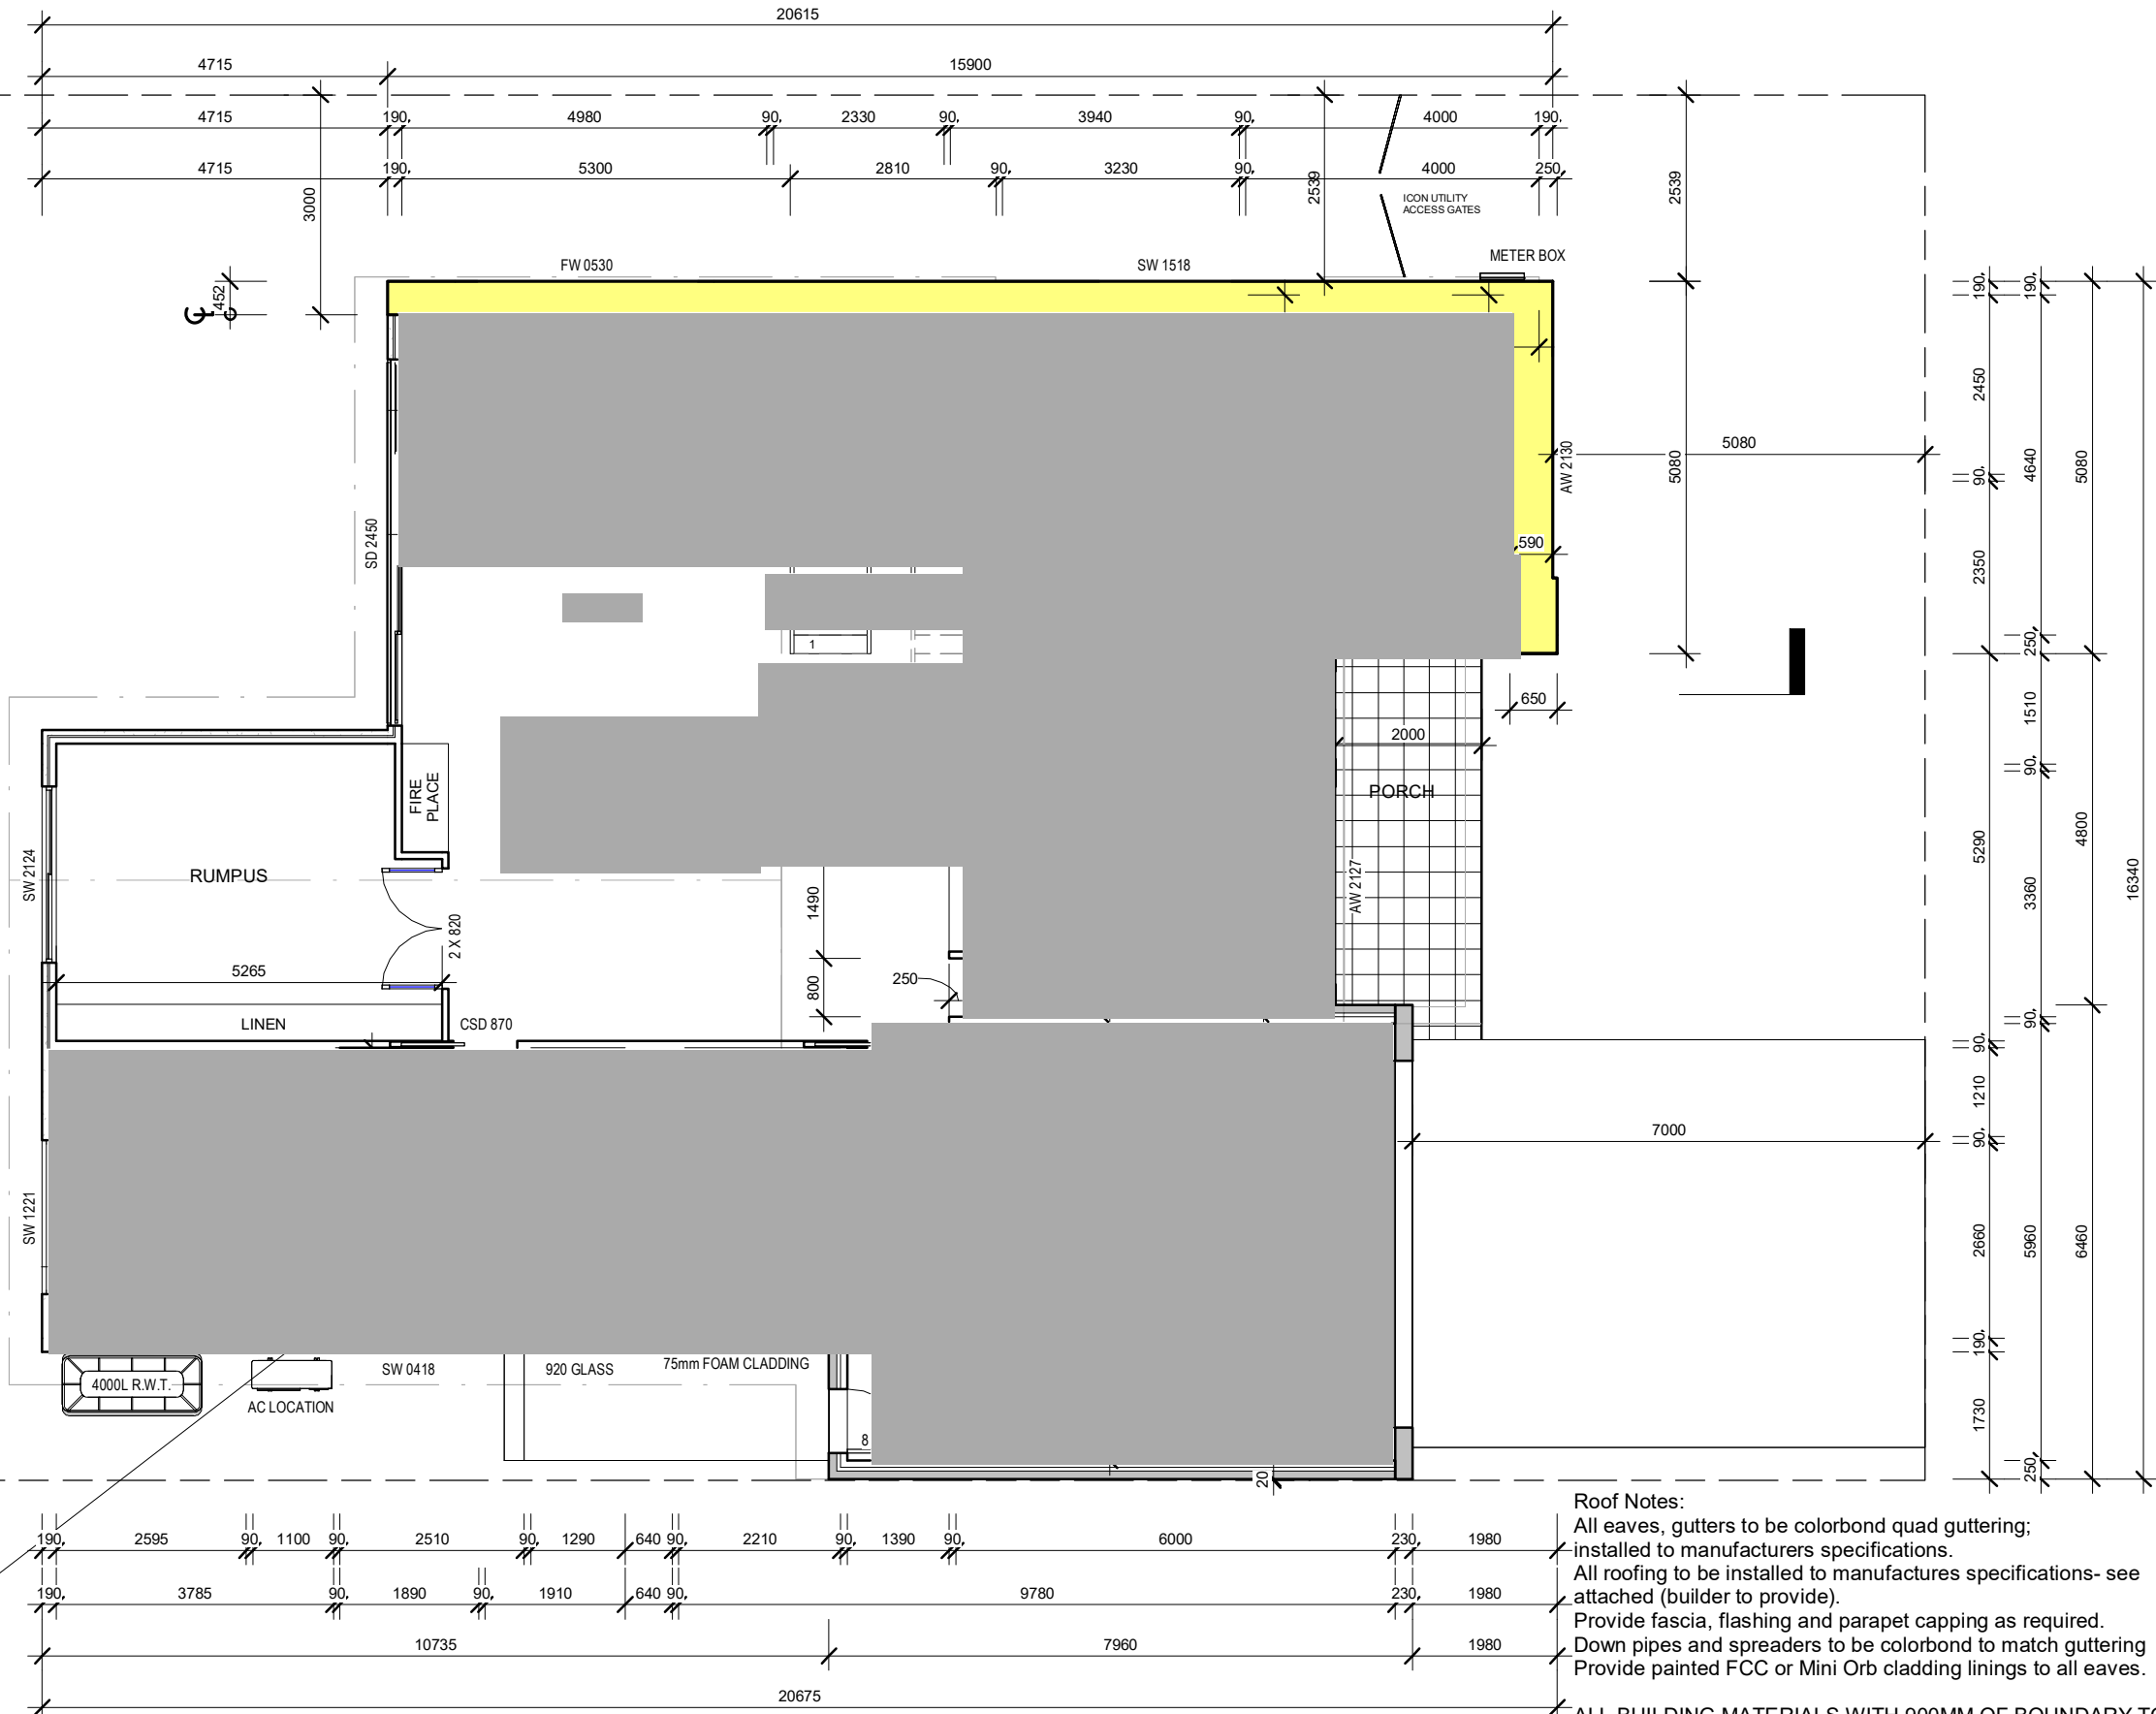 20615
4715 15900
4715 190, 4980 90, 2330 90, 3940 90, 4000 190,
4715 190, 5300 2810 90, 3230 90, 4000 250,
3000
2539
2539
ICON UTILITY
ACCESS GATES
METER BOX
FW 0530
SW 1518
452
SD 2450
AW 2130
5080
5080
590
650
1
2000
PORCH
AW 2127
FIRE
PLACE
RUMPUS
SW 2124
2 X 820
5265
LINEN
CSD 870
1490
800
250
7000
SW 1221
4000L R.W.T.
AC LOCATION
SW 0418
920 GLASS
75mm FOAM CLADDING
8
20
190,
2450
90,
2350
5290
90,
1210
90,
2660
190,
1730
190,
4640
250,
1510
90,
3360
90,
5960
250,
5080
4800
6460
16340
190, 2595 90, 1100 90, 2510 90, 1290 640 90, 2210 90, 1390 90, 6000 230, 1980
190, 3785 90, 1890 90, 1910 640 90, 9780 230, 1980
10735 7960 1980
20675
Roof Notes:
All eaves, gutters to be colorbond quad guttering;
installed to manufacturers specifications.
All roofing to be installed to manufactures specifications- see
attached (builder to provide).
Provide fascia, flashing and parapet capping as required.
Down pipes and spreaders to be colorbond to match guttering
Provide painted FCC or Mini Orb cladding linings to all eaves.
ALL BUILDING MATERIALS WITH 900MM OF BOUNDARY TO